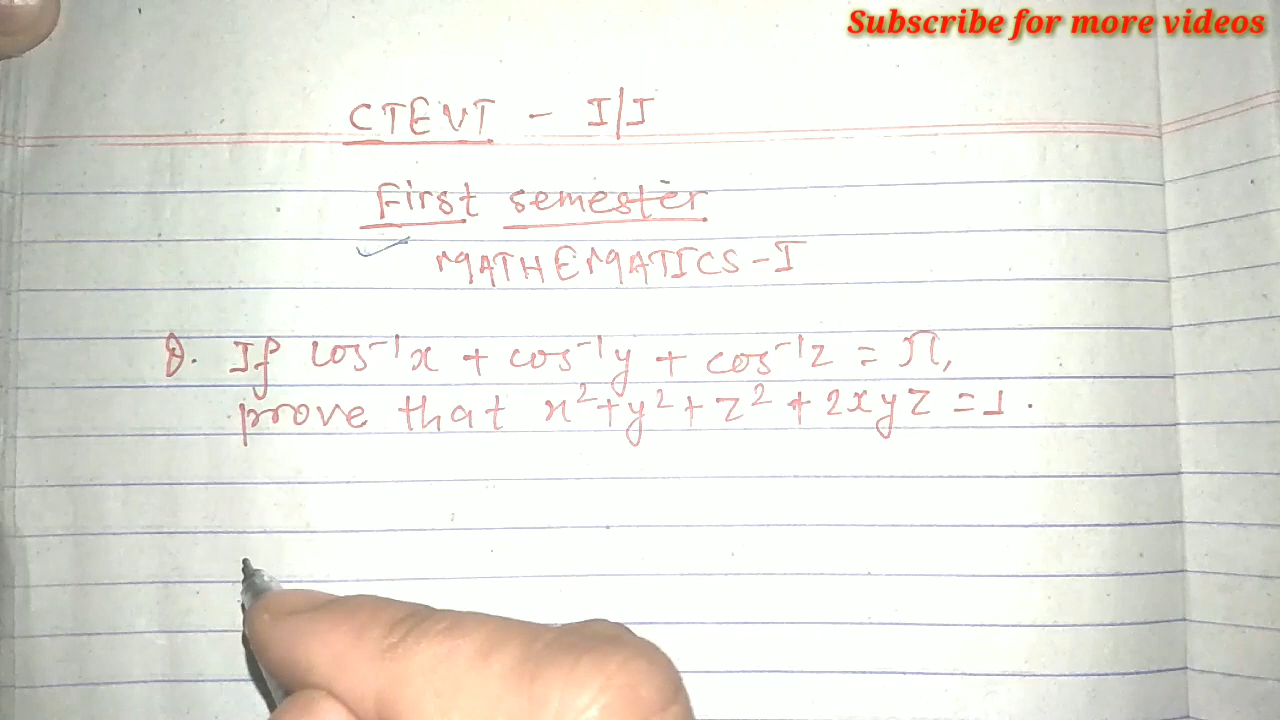 Subscribe for more videos
CTEVT - I/I
First semester
MATHEMATICS-I
Q. If cos⁻¹x + cos⁻¹y + cos⁻¹z = π,
prove that x²+y²+z²+2xyz=1.